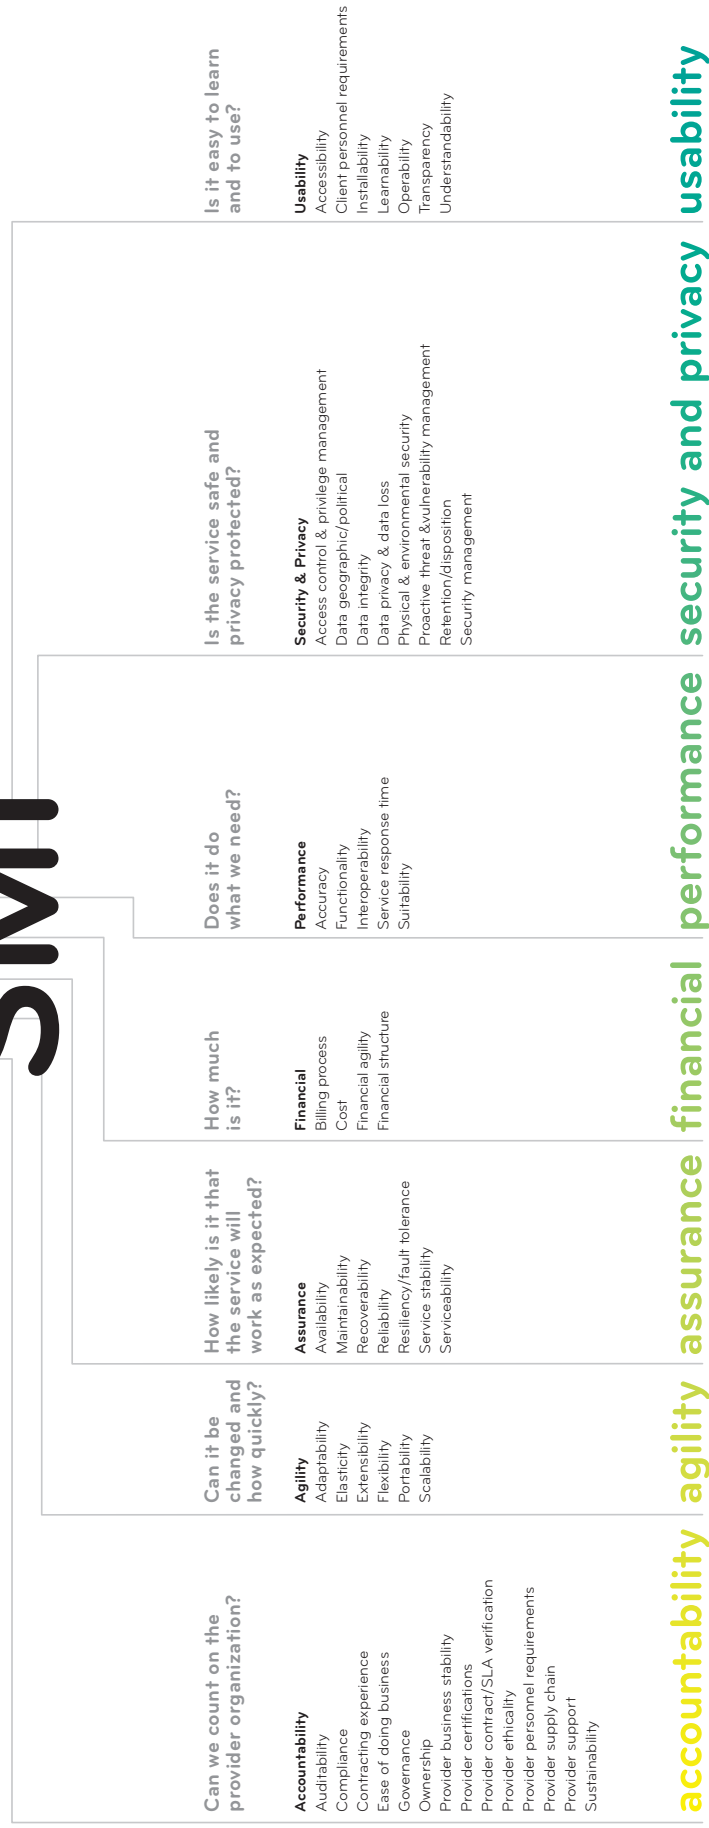 SMI
Can we count on the
provider organization?
Accountability
Auditability
Compliance
Contracting experience
Ease of doing business
Governance
Ownership
Provider business stability
Provider certifications
Provider contract/SLA verification
Provider ethicality
Provider personnel requirements
Provider supply chain
Provider support
Sustainability
accountability
Can it be
changed and
how quickly?
Agility
Adaptability
Elasticity
Extensibility
Flexibility
Portability
Scalability
agility
How likely is it that
the service will
work as expected?
Assurance
Availability
Maintainability
Recoverability
Reliability
Resiliency/fault tolerance
Service stability
Serviceability
assurance
How much
is it?
Financial
Billing process
Cost
Financial agility
Financial structure
financial
Does it do
what we need?
Performance
Accuracy
Functionality
Interoperability
Service response time
Suitability
performance
Is the service safe and
privacy protected?
Security & Privacy
Access control & privilege management
Data geographic/political
Data integrity
Data privacy & data loss
Physical & environmental security
Proactive threat &vulnerability management
Retention/disposition
Security management
security and privacy
Is it easy to learn
and to use?
Usability
Accessibility
Client personnel requirements
Installability
Learnability
Operability
Transparency
Understandability
usability